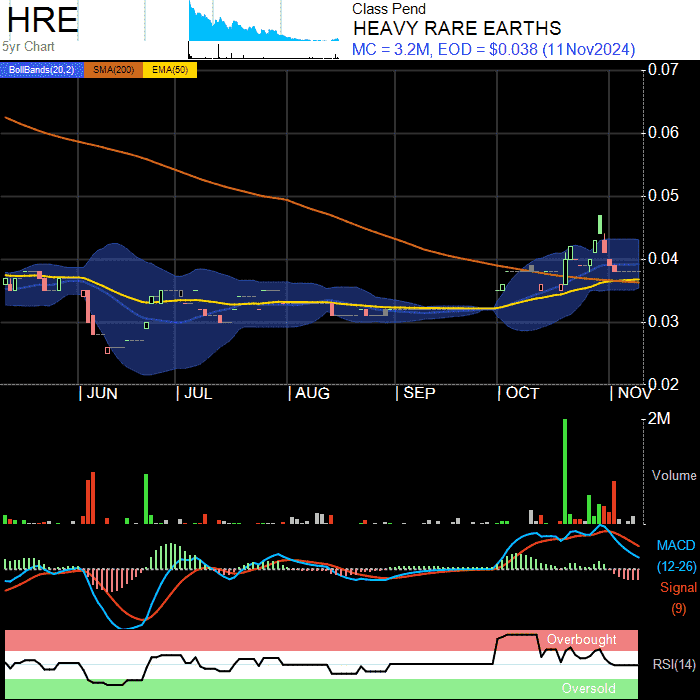 HRE
5yr Chart
Class Pend
HEAVY RARE EARTHS
MC = 3.2M, EOD = $0.038 (11Nov2024)
BollBands(20,2) SMA(200) EMA(50)
0.07
0.06
0.05
0.04
0.03
0.02
JUN JUL AUG SEP OCT NOV
2M
Volume
MACD
(12-26)
Signal
(9)
Overbought
RSI(14)
Oversold